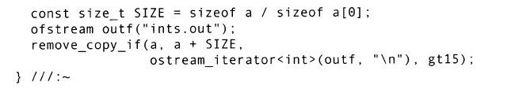 const size_t SIZE = sizeof a / sizeof a[0];
ofstream outf("ints.out");
remove_copy_if(a, a + SIZE,
ostream_iterator<int>(outf, "\n"), gt15);
} ///:~